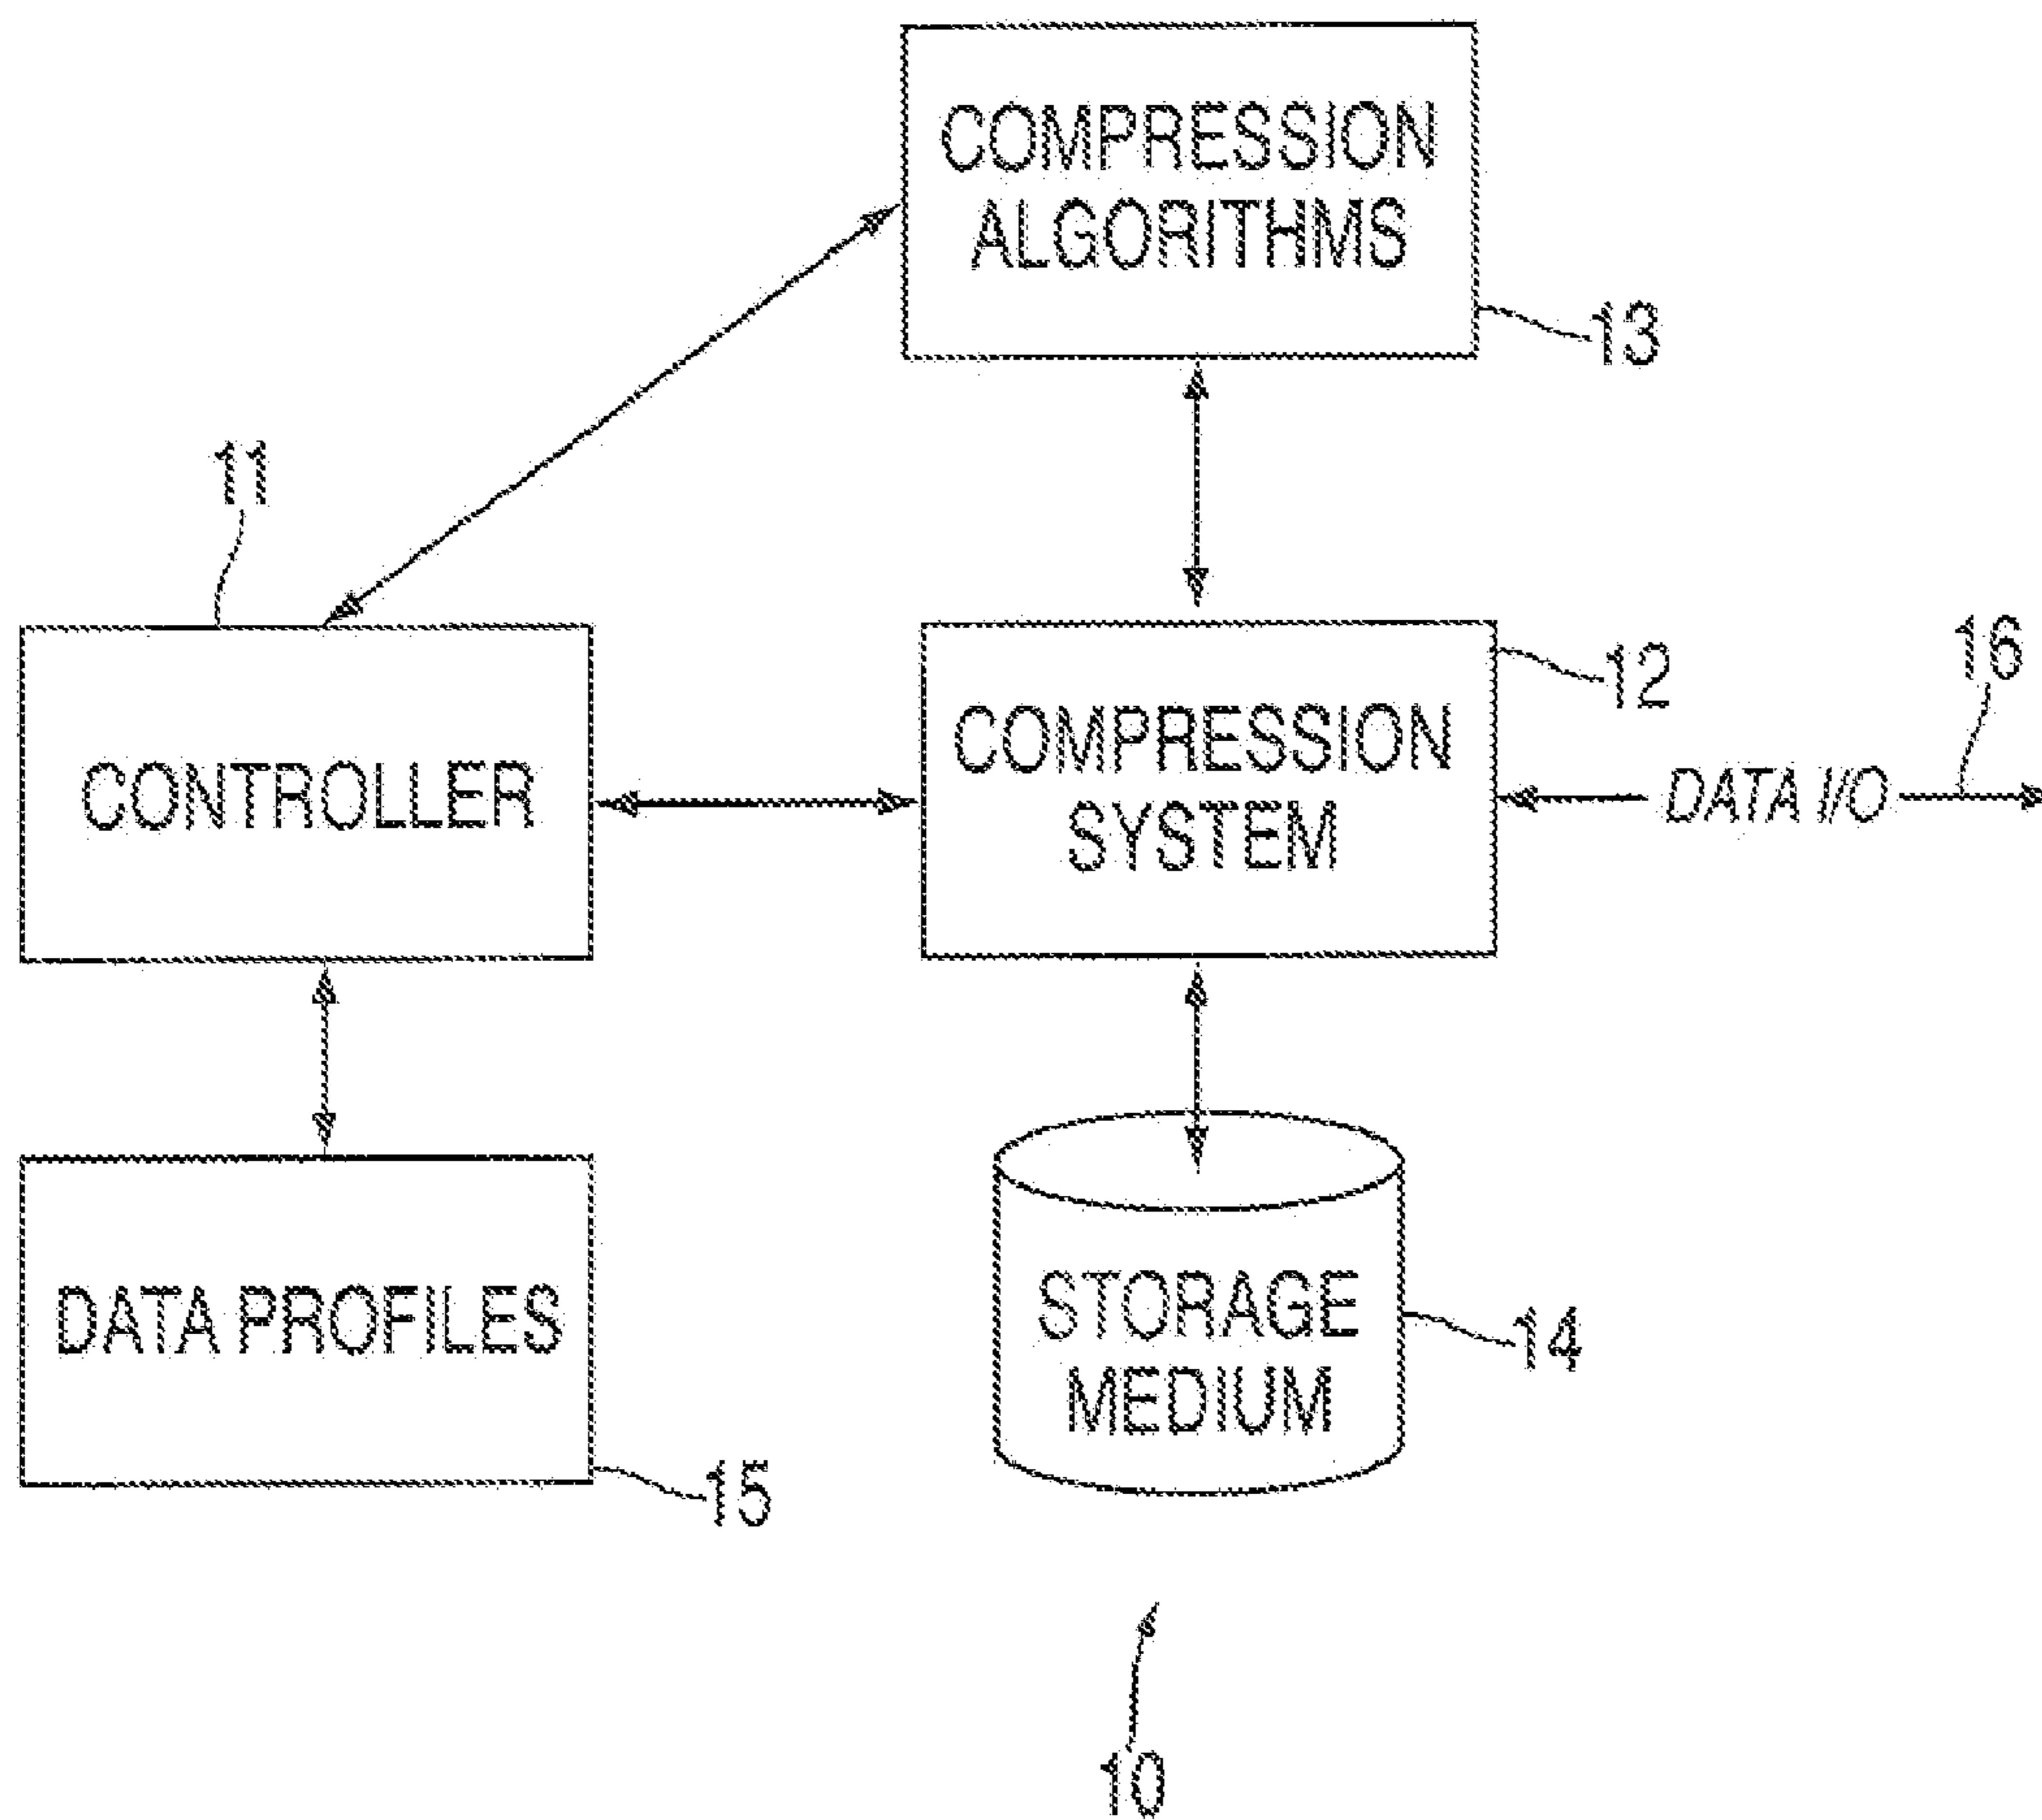 COMPRESSION
ALGORITHMS
13
11
12
16
CONTROLLER
COMPRESSION
SYSTEM
DATA I/O
DATA PROFILES
15
STORAGE
MEDIUM
14
10